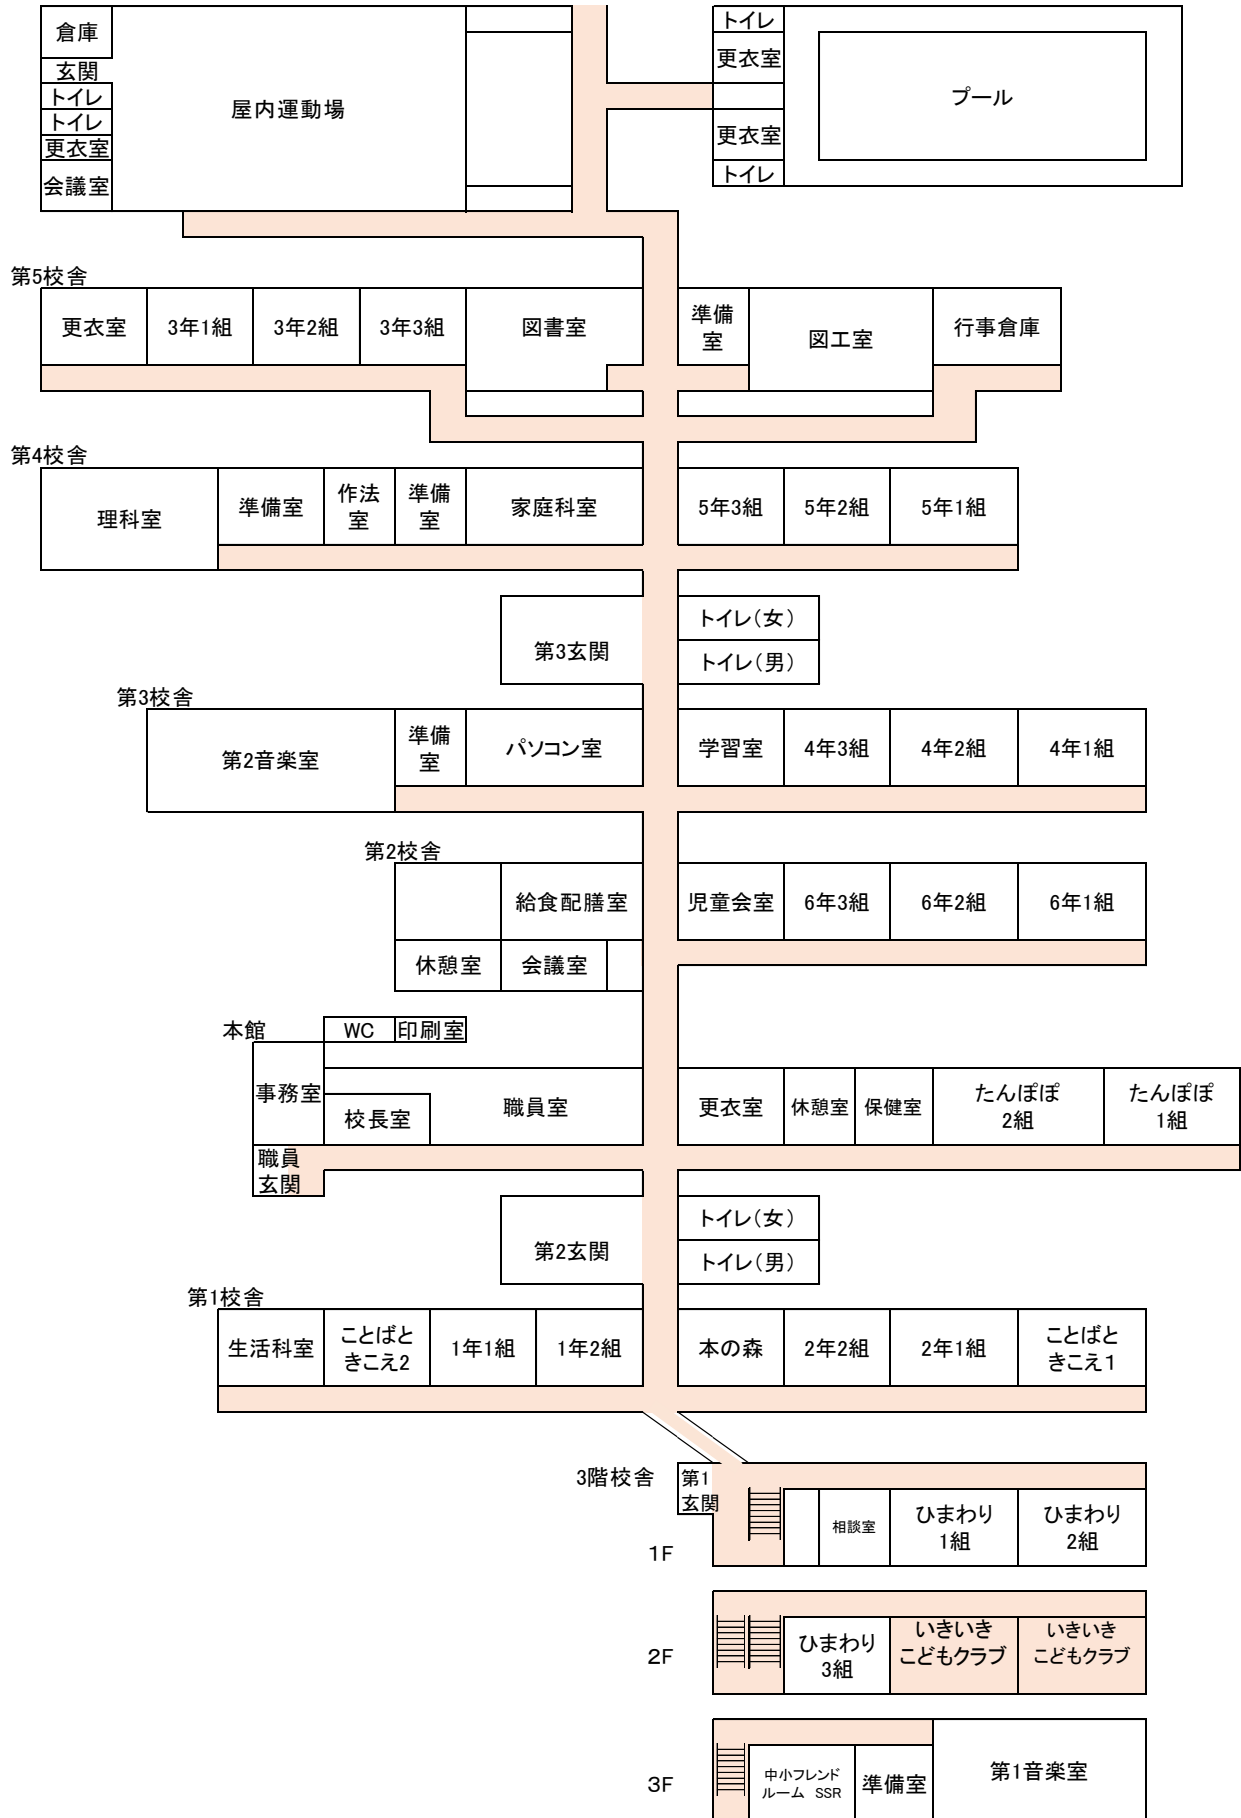 倉庫
玄関
トイレ
トイレ
更衣室
会議室
屋内運動場
トイレ
更衣室
更衣室
トイレ
プール
第5校舎
更衣室
3年1組
3年2組
3年3組
図書室
準備
室
図工室
行事倉庫
第4校舎
理科室
準備室
作法
室
準備
室
家庭科室
5年3組
5年2組
5年1組
第3玄関
トイレ(女)
トイレ(男)
第3校舎
第2音楽室
準備
室
パソコン室
学習室
4年3組
4年2組
4年1組
第2校舎
給食配膳室
児童会室
6年3組
6年2組
6年1組
休憩室
会議室
本館
WC
印刷室
事務室
校長室
職員室
更衣室
休憩室
保健室
たんぽぽ
2組
たんぽぽ
1組
職員
玄関
第2玄関
トイレ(女)
トイレ(男)
第1校舎
生活科室
ことばと
きこえ2
1年1組
1年2組
本の森
2年2組
2年1組
ことばと
きこえ1
3階校舎
第1
玄関
相談室
ひまわり
1組
ひまわり
2組
1F
ひまわり
3組
いきいき
こどもクラブ
いきいき
こどもクラブ
2F
中小フレンド
ルーム SSR
準備室
第1音楽室
3F